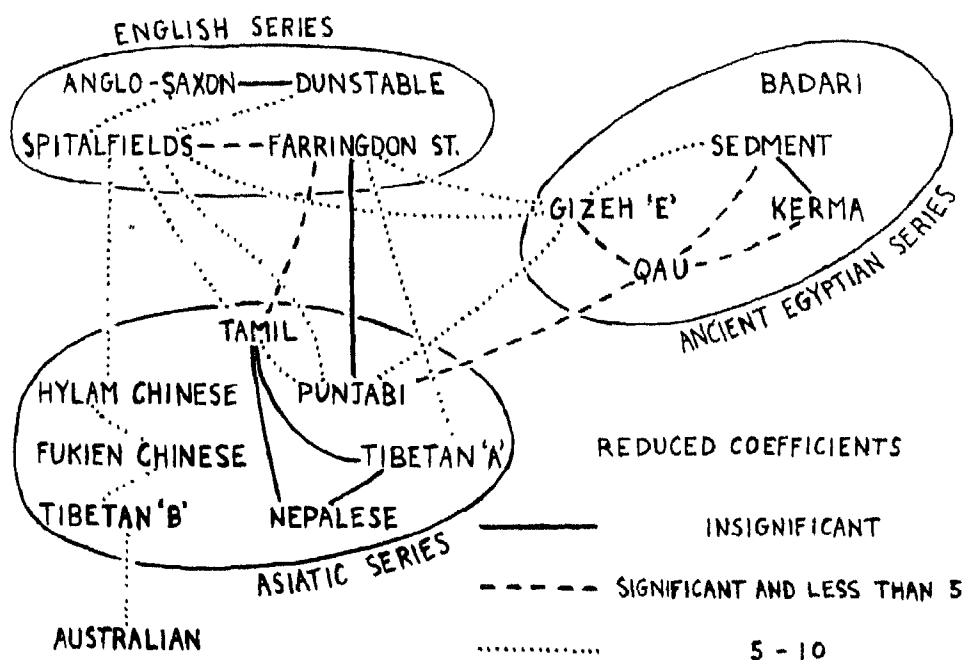 ENGLISH SERIES
ANGLO-SAXON DUNSTABLE
SPITALFIELDS FARRINGDON ST.
BADARI
SEDMENT
GIZEH 'E' KERMA
QAU
ANCIENT EGYPTIAN SERIES
TAMIL
HYLAM CHINESE PUNJABI
FUKIEN CHINESE TIBETAN 'A'
TIBETAN 'B' NEPALESE
ASIATIC SERIES
AUSTRALIAN
REDUCED COEFFICIENTS
INSIGNIFICANT
SIGNIFICANT AND LESS THAN 5
5 - 10